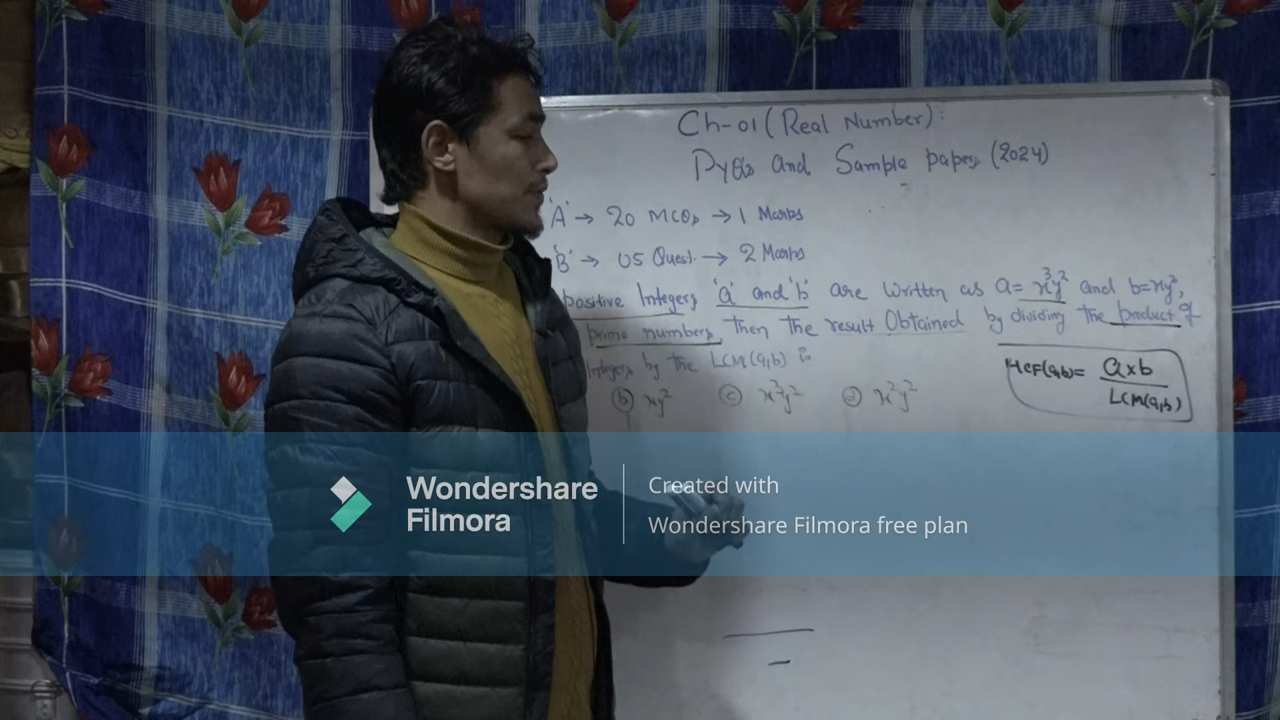 Ch-01 (Real Number):
PYQs and Sample papers (2024)
'A' → 20 MCQs → 1 Marks
'B' → 05 Quest. → 2 Marks
positive Integers 'a' and 'b' are written as a = x³y² and b = xy³,
prime numbers, then the result Obtained by dividing the product of
Integers by the LCM(a,b) is
(b) xy² (c) x³y² (d) x²y²
HCF(a,b) = a×b
LCM(a,b)
Wondershare
Filmora
Created with
Wondershare Filmora free plan